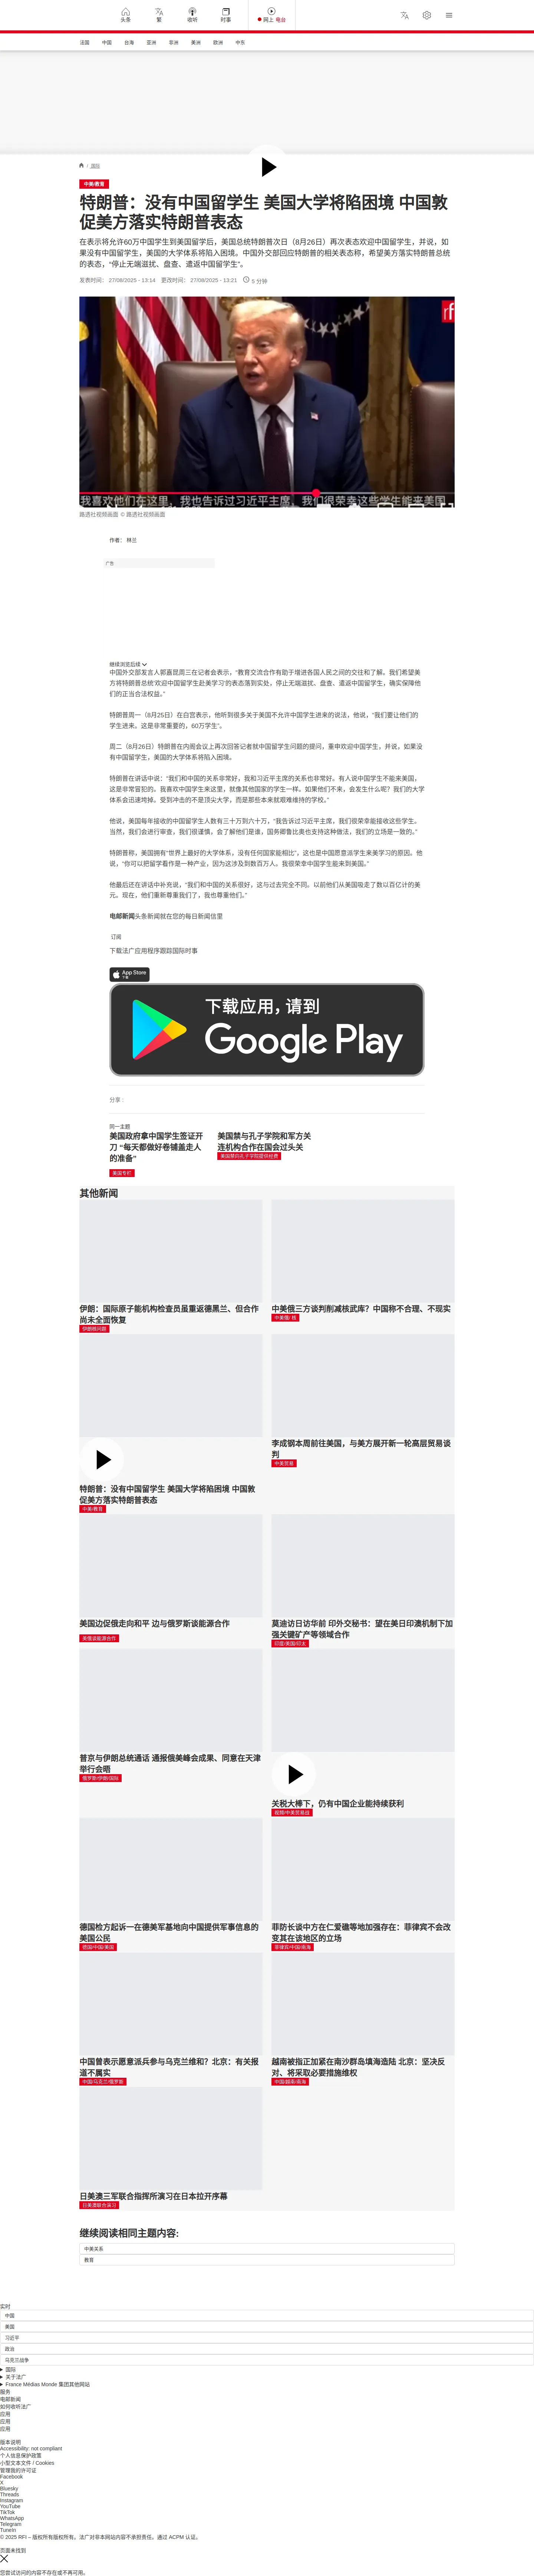 头条
繁
收听
时事
网上 电台
法国
中国
台海
亚洲
非洲
美洲
欧洲
中东
/ 国际
中美/教育
特朗普：没有中国留学生 美国大学将陷困境 中国敦
促美方落实特朗普表态
在表示将允许60万中国学生到美国留学后，美国总统特朗普次日（8月26日）再次表态欢迎中国留学生，并说，如
果没有中国留学生，美国的大学体系将陷入困境。中国外交部回应特朗普的相关表态称，希望美方落实特朗普总统
的表态，“停止无端滋扰、盘查、遣返中国留学生”。
发表时间： 27/08/2025 - 13:14 更改时间： 27/08/2025 - 13:21 5 分钟
rf
我喜欢他们在这里，我也告诉过习近平主席，我们很荣幸这些学生能来美国
路透社视频画面 © 路透社视频画面
作者： 林兰
广告
继续浏览后续
中国外交部发言人郭嘉昆周三在记者会表示，“教育交流合作有助于增进各国人民之间的交往和了解。我们希望美
方将特朗普总统‘欢迎中国留学生赴美学习’的表态落到实处，停止无端滋扰、盘查、遣返中国留学生，确实保障他
们的正当合法权益。”
特朗普周一（8月25日）在白宫表示，他听到很多关于美国不允许中国学生进来的说法，他说，“我们要让他们的
学生进来。这是非常重要的，60万学生”。
周二（8月26日）特朗普在内阁会议上再次回答记者就中国留学生问题的提问，重申欢迎中国学生，并说，如果没
有中国留学生，美国的大学体系将陷入困境。
特朗普在讲话中说：“我们和中国的关系非常好，我和习近平主席的关系也非常好。有人说中国学生不能来美国，
这是非常冒犯的。我喜欢中国学生来这里，就像其他国家的学生一样。如果他们不来，会发生什么呢？我们的大学
体系会迅速垮掉。受到冲击的不是顶尖大学，而是那些本来就艰难维持的学校。”
他说，美国每年接收的中国留学生人数有三十万到六十万，“我告诉过习近平主席，我们很荣幸能接收这些学生。
当然，我们会进行审查，我们很谨慎，会了解他们是谁，国务卿鲁比奥也支持这种做法，我们的立场是一致的。”
特朗普称，美国拥有“世界上最好的大学体系，没有任何国家能相比”，这也是中国愿意派学生来美学习的原因。他
说，“你可以把留学看作是一种产业，因为这涉及到数百万人。我很荣幸中国学生能来到美国。”
他最后还在讲话中补充说，“我们和中国的关系很好，这与过去完全不同。以前他们从美国吸走了数以百亿计的美
元。现在，他们重新尊重我们了，我也尊重他们。”
电邮新闻头条新闻就在您的每日新闻信里
订阅
下载法广应用程序跟踪国际时事
App Store
下载
下载应用，请到
Google Play
分享 :
同一主题
美国政府拿中国学生签证开
刀 “每天都做好卷铺盖走人
的准备”
美国专栏
美国禁与孔子学院和军方关
连机构合作在国会过头关
美国禁向孔子学院提供经费
其他新闻
伊朗：国际原子能机构检查员虽重返德黑兰、但合作
尚未全面恢复
伊朗核问题
中美俄三方谈判削减核武库？中国称不合理、不现实
中美俄/ 核
特朗普：没有中国留学生 美国大学将陷困境 中国敦
促美方落实特朗普表态
中美/教育
李成钢本周前往美国，与美方展开新一轮高层贸易谈
判
中美贸易
美国边促俄走向和平 边与俄罗斯谈能源合作
美俄谈能源合作
莫迪访日访华前 印外交秘书：望在美日印澳机制下加
强关键矿产等领域合作
印度/美国/印太
普京与伊朗总统通话 通报俄美峰会成果、同意在天津
举行会晤
俄罗斯/伊朗/国际
关税大棒下，仍有中国企业能持续获利
视频/中美贸易战
德国检方起诉一在德美军基地向中国提供军事信息的
美国公民
德国/中国/美国
菲防长谈中方在仁爱礁等地加强存在：菲律宾不会改
变其在该地区的立场
菲律宾/中国/南海
中国曾表示愿意派兵参与乌克兰维和？北京：有关报
道不属实
中国/乌克兰/俄罗斯
越南被指正加紧在南沙群岛填海造陆 北京：坚决反
对、将采取必要措施维权
中国/越南/南海
日美澳三军联合指挥所演习在日本拉开序幕
日美澳联合演习
继续阅读相同主题内容:
中美关系
教育
实时
中国
美国
习近平
政治
乌克兰战争
国际
关于法广
France Médias Monde 集团其他网站
服务
电邮新闻
如何收听法广
应用
应用
应用
版本说明
Accessibility: not compliant
个人信息保护政策
小型文本文件 / Cookies
管理我的许可证
Facebook
X
Bluesky
Threads
Instagram
YouTube
TikTok
WhatsApp
Telegram
TuneIn
© 2025 RFI – 版权所有版权所有。法广对非本网站内容不承担责任。通过 ACPM 认证。
页面未找到
您尝试访问的内容不存在或不再可用。